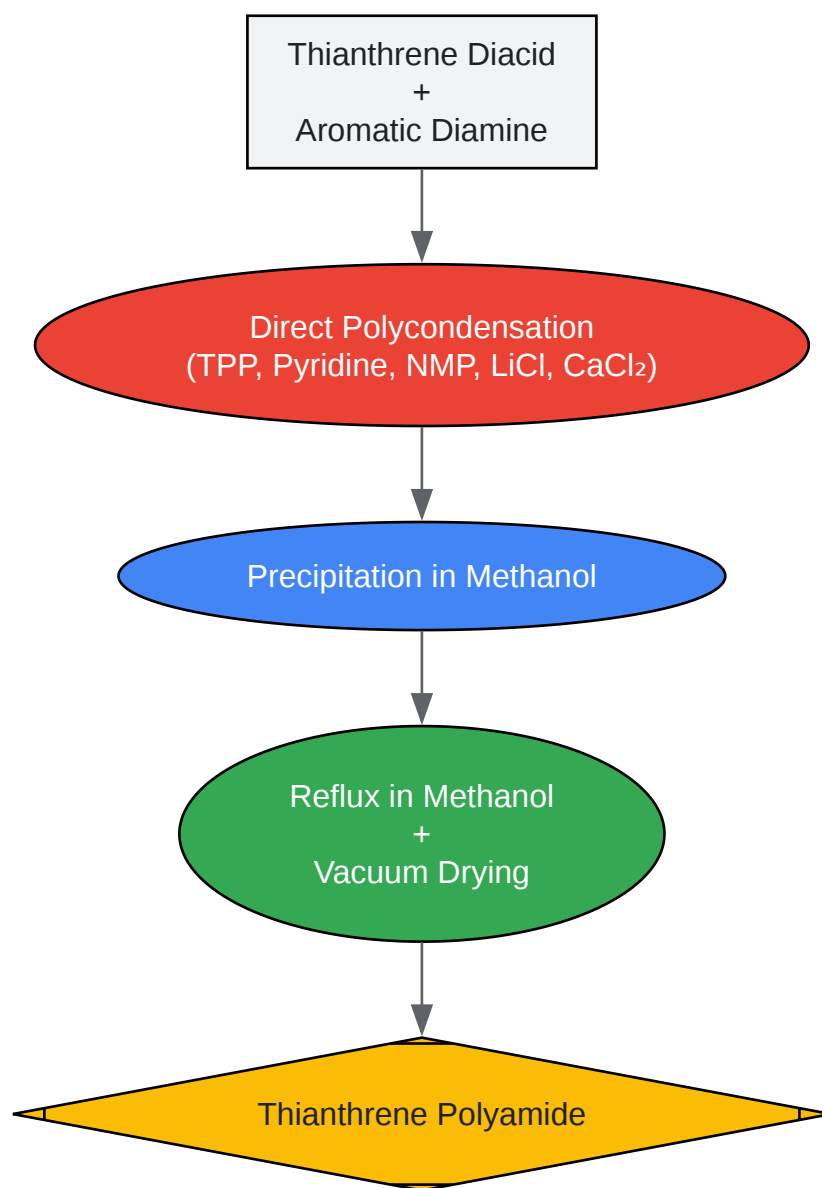 Thianthrene Diacid
+
Aromatic Diamine
Direct Polycondensation
(TPP, Pyridine, NMP, LiCl, CaCl₂)
Precipitation in Methanol
Reflux in Methanol
+
Vacuum Drying
Thianthrene Polyamide